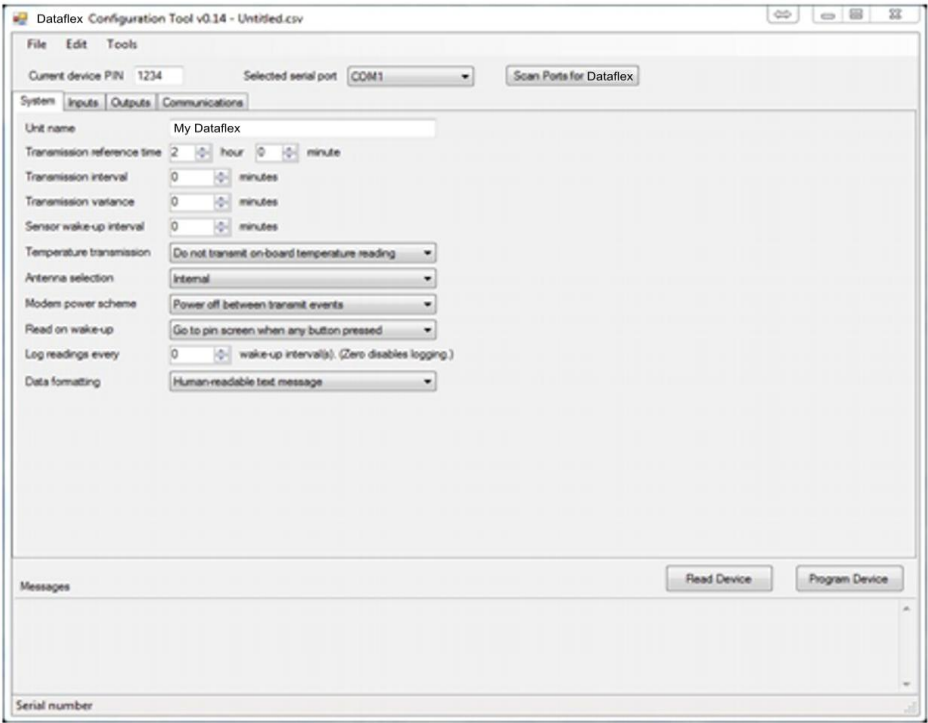 Dataflex Configuration Tool v0.14 - Untitled.csv
File Edit Tools
Current device PIN 1234 Selected serial port COM1 Scan Ports for Dataflex
System Inputs Outputs Communications
Unit name My Dataflex
Transmission reference time 2 hour 0 minute
Transmission interval 0 minutes
Transmission variance 0 minutes
Sensor wake-up interval 0 minutes
Temperature transmission Do not transmit on-board temperature reading
Antenna selection Internal
Modem power scheme Power off between transmit events
Read on wake-up Go to pin screen when any button pressed
Log readings every 0 wake-up interval(s). (Zero disables logging.)
Data formatting Human-readable text message
Read Device Program Device
Messages
Serial number